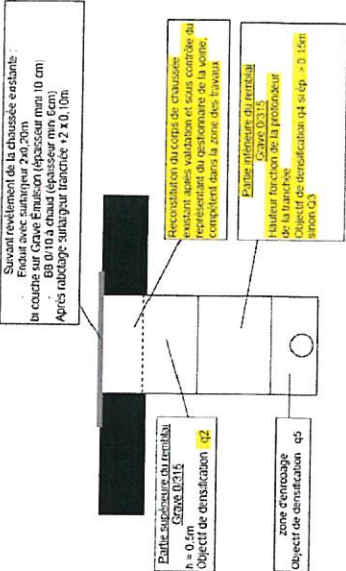 Suivant revêtement de la chaussée existante :
- Enduit avec surlargeur 2x0,20m
bi couche sur Grave Émulsion (épaisseur mini 10 cm)
- BB 0/10 à chaud (épaisseur mini 6cm)
Après rabotage surlargeur tranchée +2 x 0,10m
Reconstitution du corps de chaussée
existant après validation et sous contrôle du
représentant du gestionnaire de la voirie,
compétent dans la zone des travaux
Partie supérieure du remblai
Grave 0/315
h = 0.5m
Objectif de densification q2
Partie inférieure du remblai
Grave 0/315
Hauteur fonction de la profondeur
de la tranchée
Objectif de densification q4 si ép. > 0.15m
sinon Q3
zone d'enrobage
Objectif de densification q5